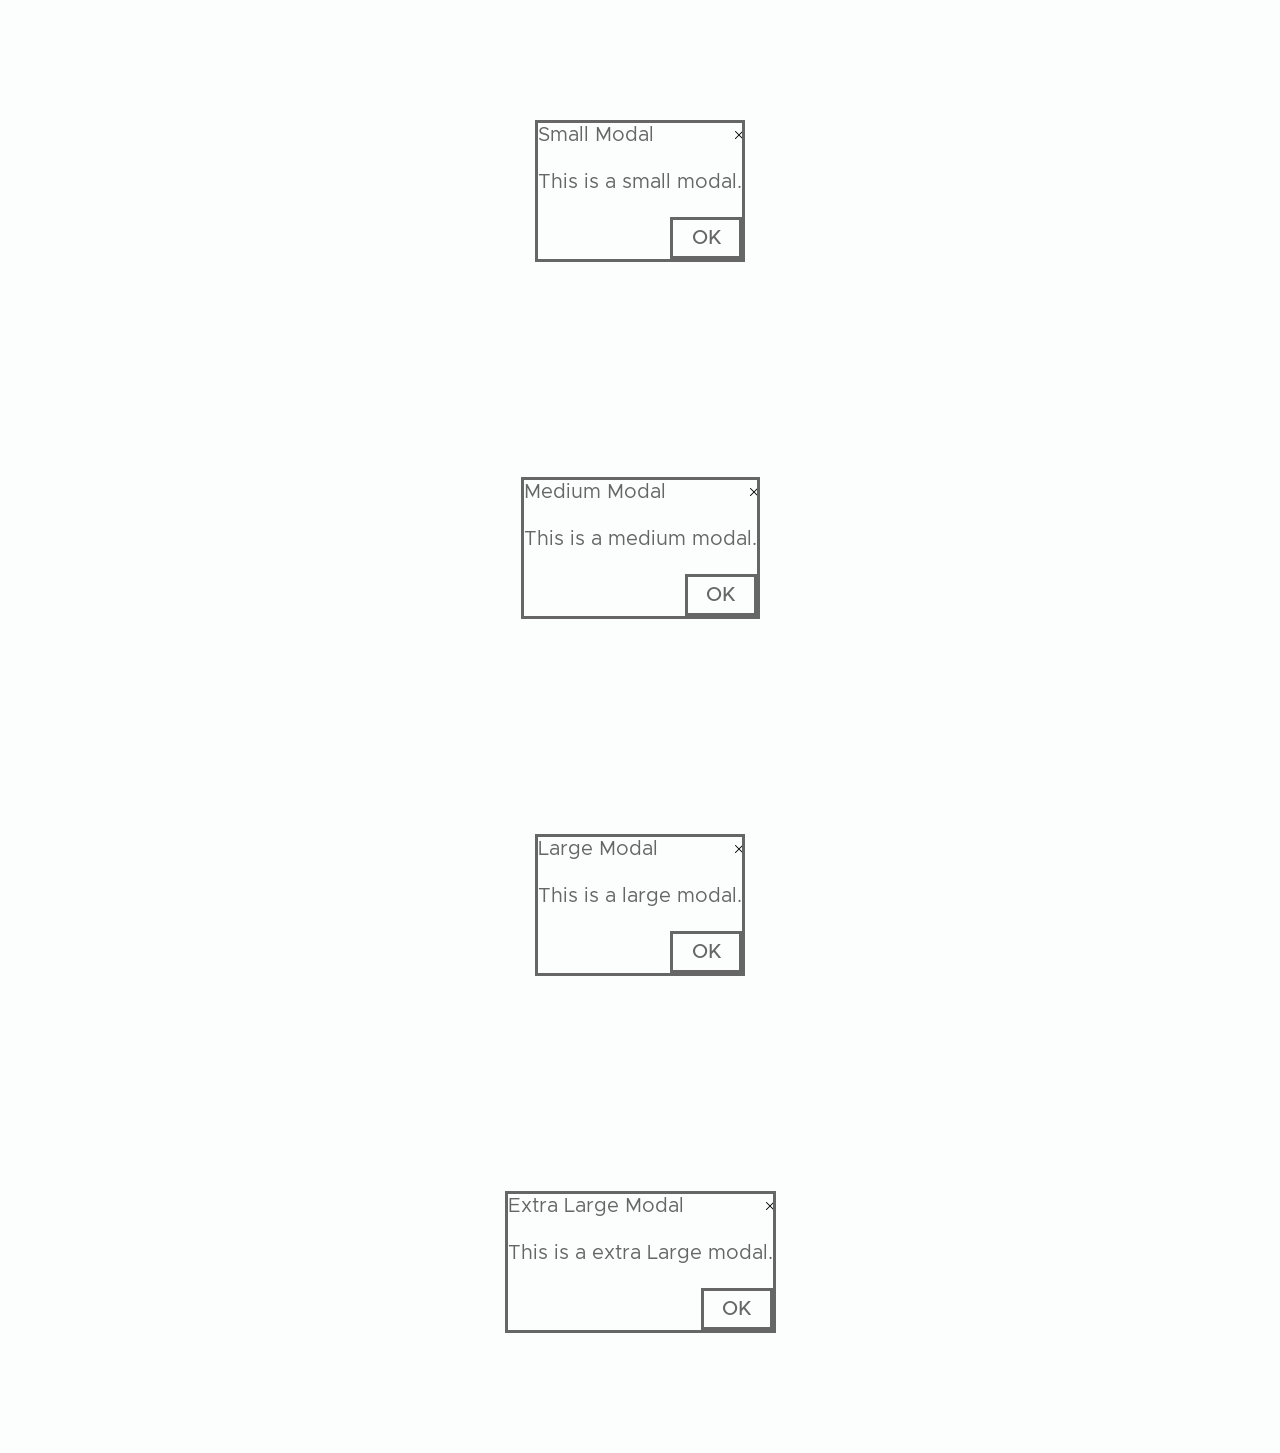 Small Modal ×
This is a small modal.
OK
Medium Modal ×
This is a medium modal.
OK
Large Modal ×
This is a large modal.
OK
Extra Large Modal ×
This is a extra Large modal.
OK